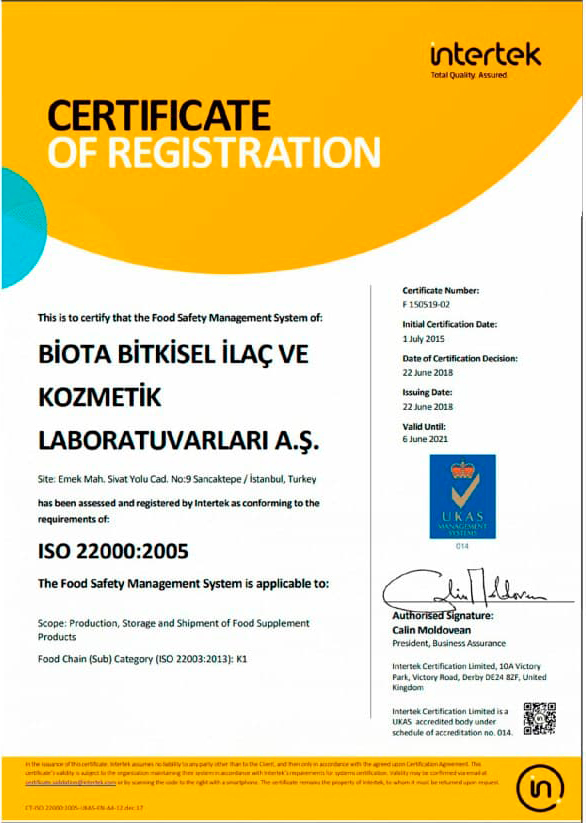 intertek
Total Quality Assured
CERTIFICATE
OF REGISTRATION
This is to certify that the Food Safety Management System of:
BİOTA BİTKİSEL İLAÇ VE
KOZMETİK
LABORATUVARLARI A.Ş.
Site: Emek Mah. Sivat Yolu Cad. No:9 Sancaktepe / İstanbul, Turkey
has been assessed and registered by Intertek as conforming to the
requirements of:
ISO 22000:2005
The Food Safety Management System is applicable to:
Scope: Production, Storage and Shipment of Food Supplement
Products
Food Chain (Sub) Category (ISO 22003:2013): K1
Certificate Number:
F 150519-02
Initial Certification Date:
1 July 2015
Date of Certification Decision:
22 June 2018
Issuing Date:
22 June 2018
Valid Until:
6 June 2021
UKAS
MANAGEMENT
SYSTEMS
014
Calin Moldovean
Authorised Signature:
Calin Moldovean
President, Business Assurance
Intertek Certification Limited, 10A Victory
Park, Victory Road, Derby DE24 8ZF, United
Kingdom
Intertek Certification Limited is a
UKAS accredited body under
schedule of accreditation no. 014.
In the issuance of this certificate, Intertek assumes no liability to any party other than to the Client, and then only in accordance with the agreed upon Certification Agreement. This
certificate's validity is subject to the organisation maintaining their system in accordance with Intertek's requirements for systems certification. Validity may be confirmed via email at
certificate.validation@intertek.com or by scanning the code to the right with a smartphone. The certificate remains the property of Intertek, to whom it must be returned upon request.
CT-ISO 22000:2005-UKAS-EN-A4-12.dec.17
in